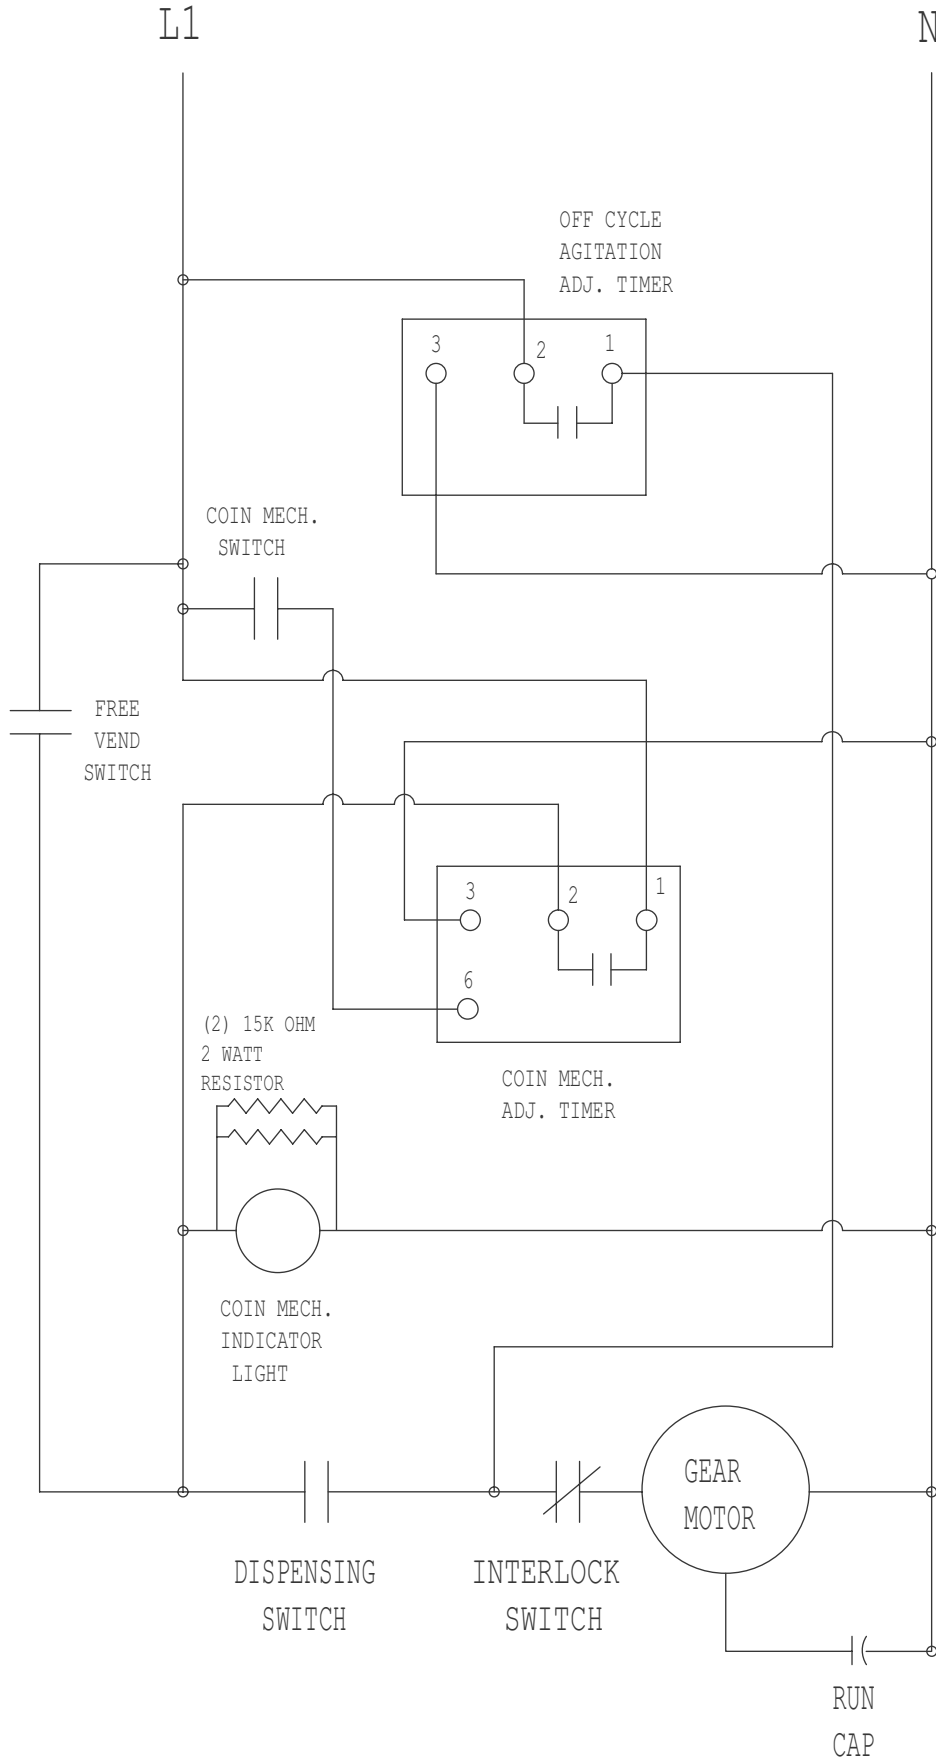 L1
N
OFF CYCLE
AGITATION
ADJ. TIMER
3
2
1
COIN MECH.
SWITCH
FREE
VEND
SWITCH
3
2
1
6
(2) 15K OHM
2 WATT
RESISTOR
COIN MECH.
ADJ. TIMER
COIN MECH.
INDICATOR
LIGHT
GEAR
MOTOR
DISPENSING
SWITCH
INTERLOCK
SWITCH
RUN
CAP